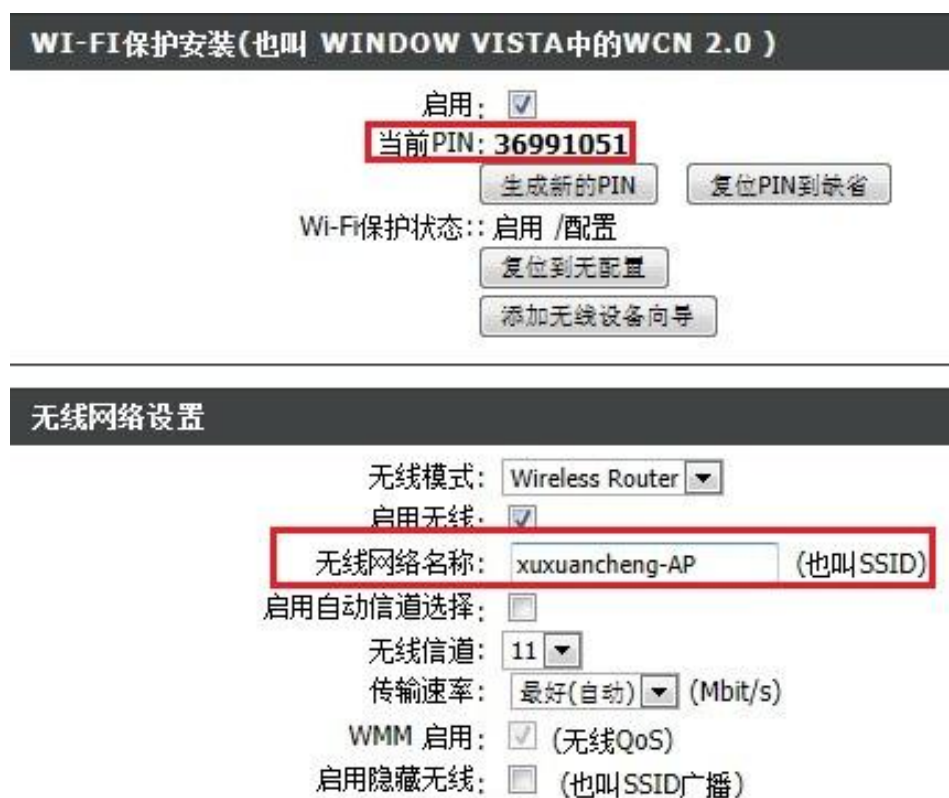 WI-FI保护安装(也叫 WINDOW VISTA中的WCN 2.0 )
启用:
当前PIN: 36991051
生成新的PIN 复位PIN到缺省
Wi-Fi保护状态:: 启用 /配置
复位到无配置
添加无线设备向导
无线网络设置
无线模式: Wireless Router
启用无线:
无线网络名称: xuxuancheng-AP (也叫SSID)
启用自动信道选择:
无线信道: 11
传输速率: 最好(自动) (Mbit/s)
WMM 启用: (无线QoS)
启用隐藏无线: (也叫SSID广播)